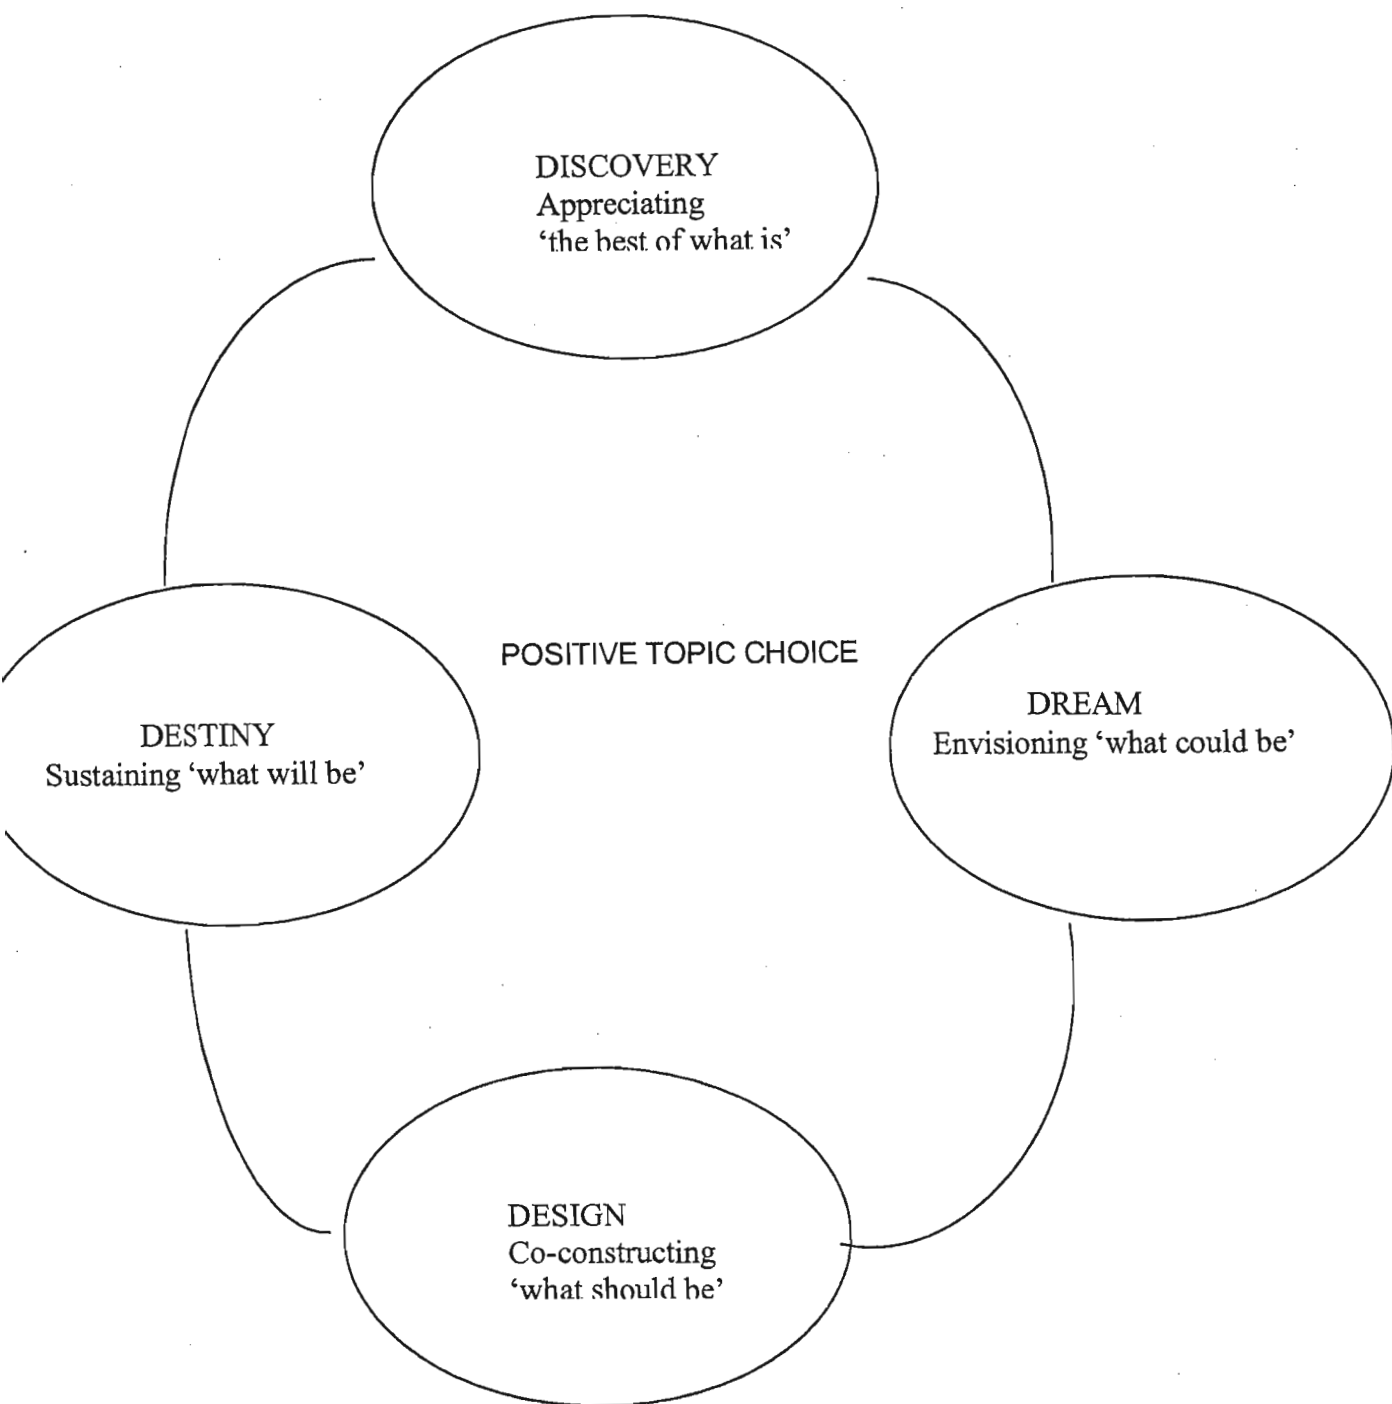 DISCOVERY
Appreciating
‘the best of what is’
POSITIVE TOPIC CHOICE
DREAM
Envisioning ‘what could be’
DESTINY
Sustaining ‘what will be’
DESIGN
Co-constructing
‘what should be’